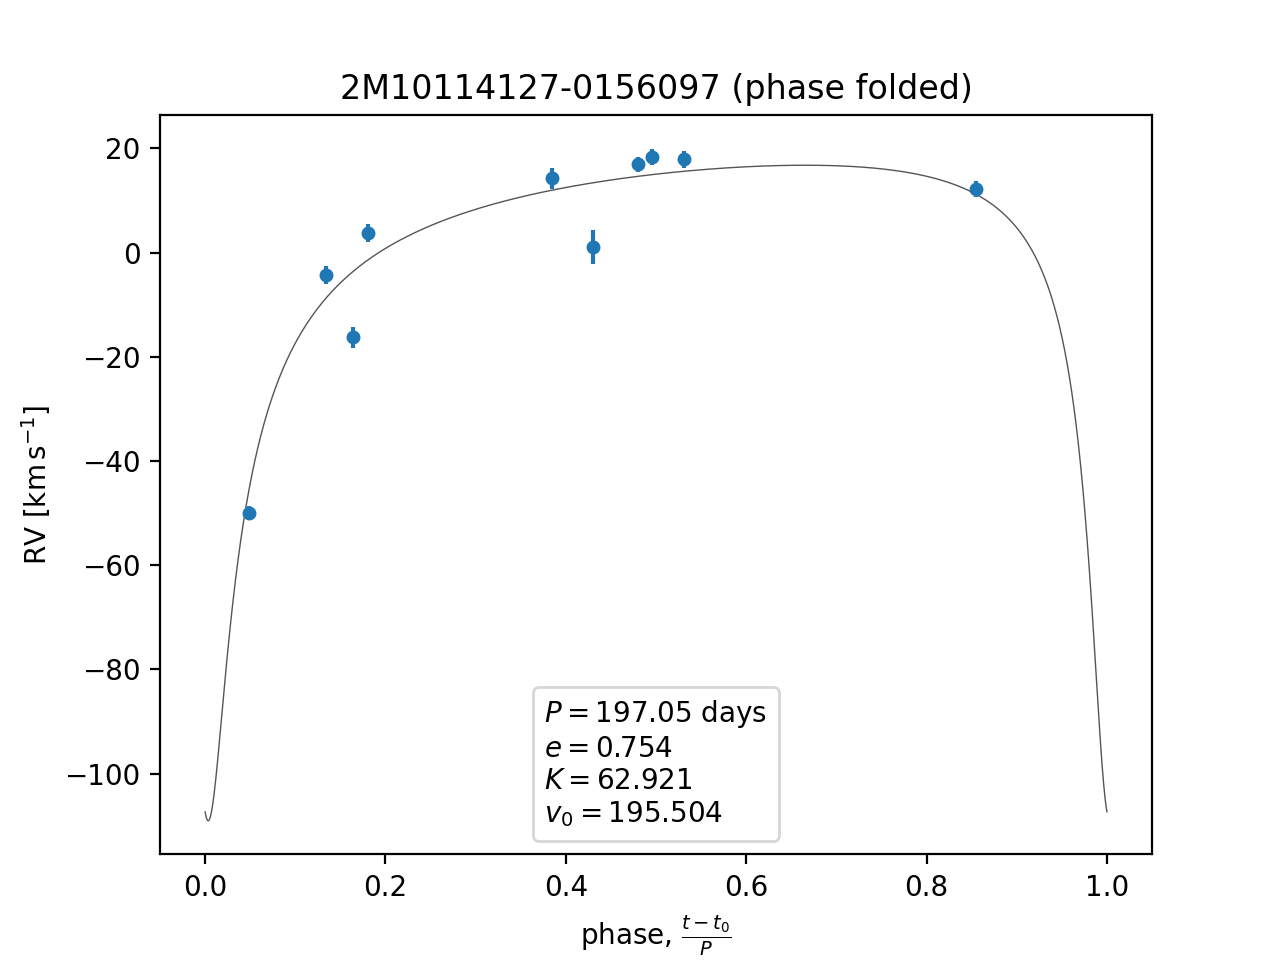 2M10114127-0156097 (phase folded)
20
0
−20
−40
−60
−80
−100
RV [km s⁻¹]
P = 197.05 days
e = 0.754
K = 62.921
v₀ = 195.504
0.0 0.2 0.4 0.6 0.8 1.0
phase, (t − t₀)/P